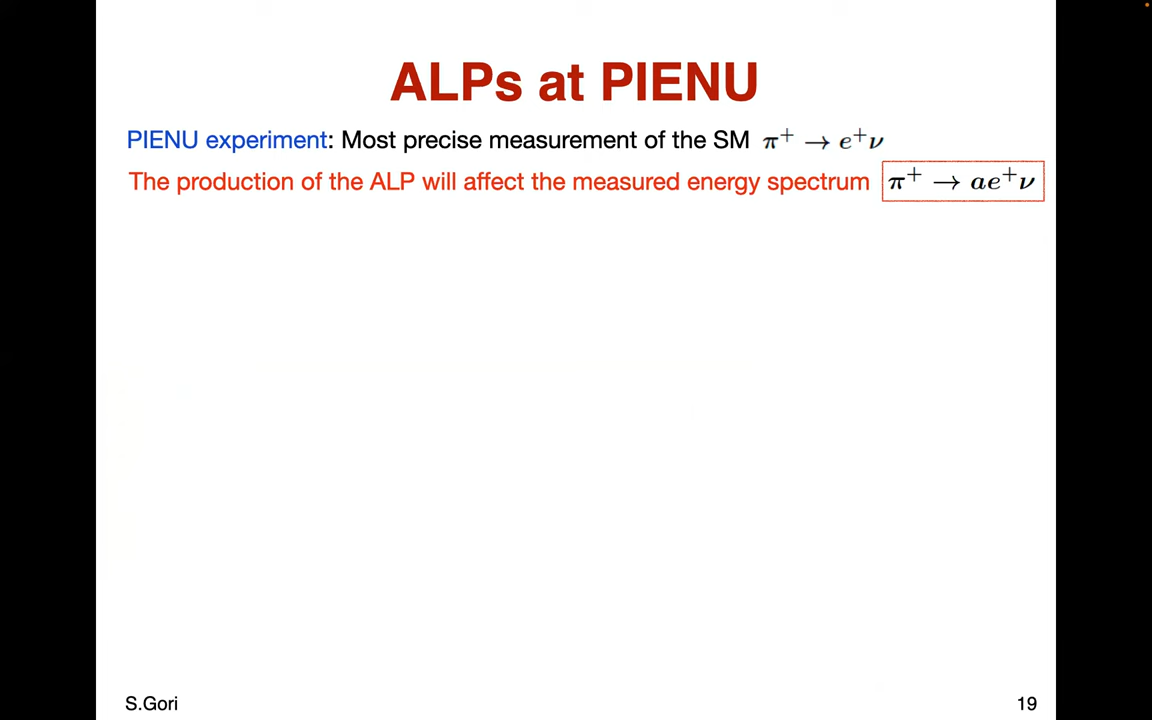 ALPs at PIENU
PIENU experiment: Most precise measurement of the SM π⁺ → e⁺ν
The production of the ALP will affect the measured energy spectrum π⁺ → ae⁺ν
S.Gori 19